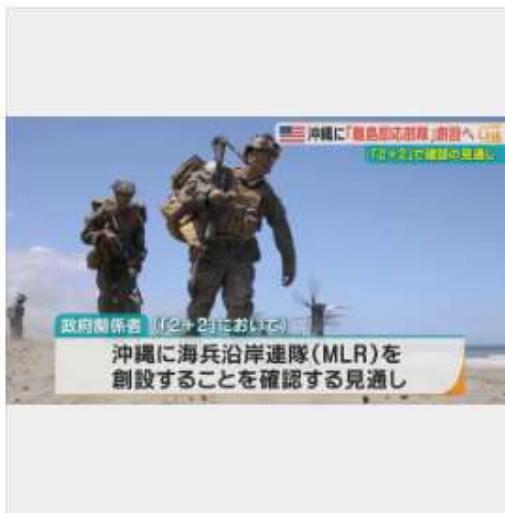 沖縄に「離島即応部隊」創設へ
「2+2」で確認の見通し
政府関係者 (「2+2」において)
沖縄に海兵沿岸連隊(MLR)を
創設することを確認する見通し